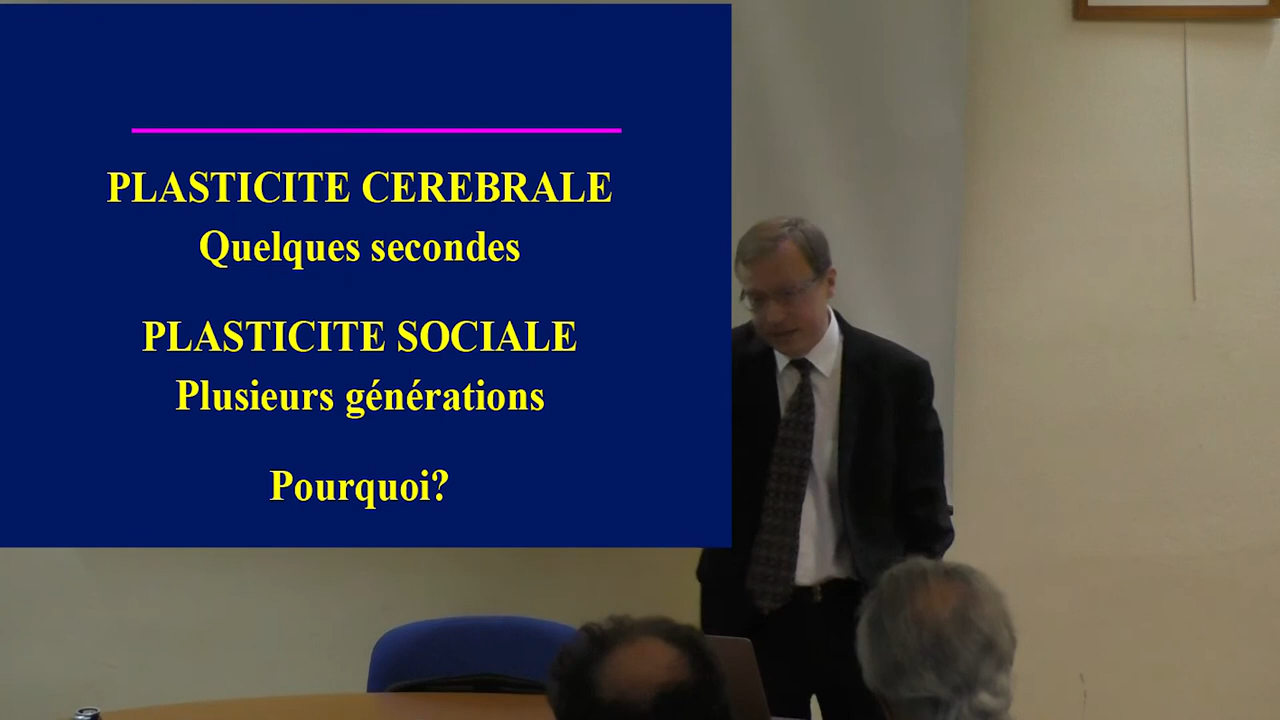 PLASTICITE CEREBRALE
Quelques secondes
PLASTICITE SOCIALE
Plusieurs générations
Pourquoi?